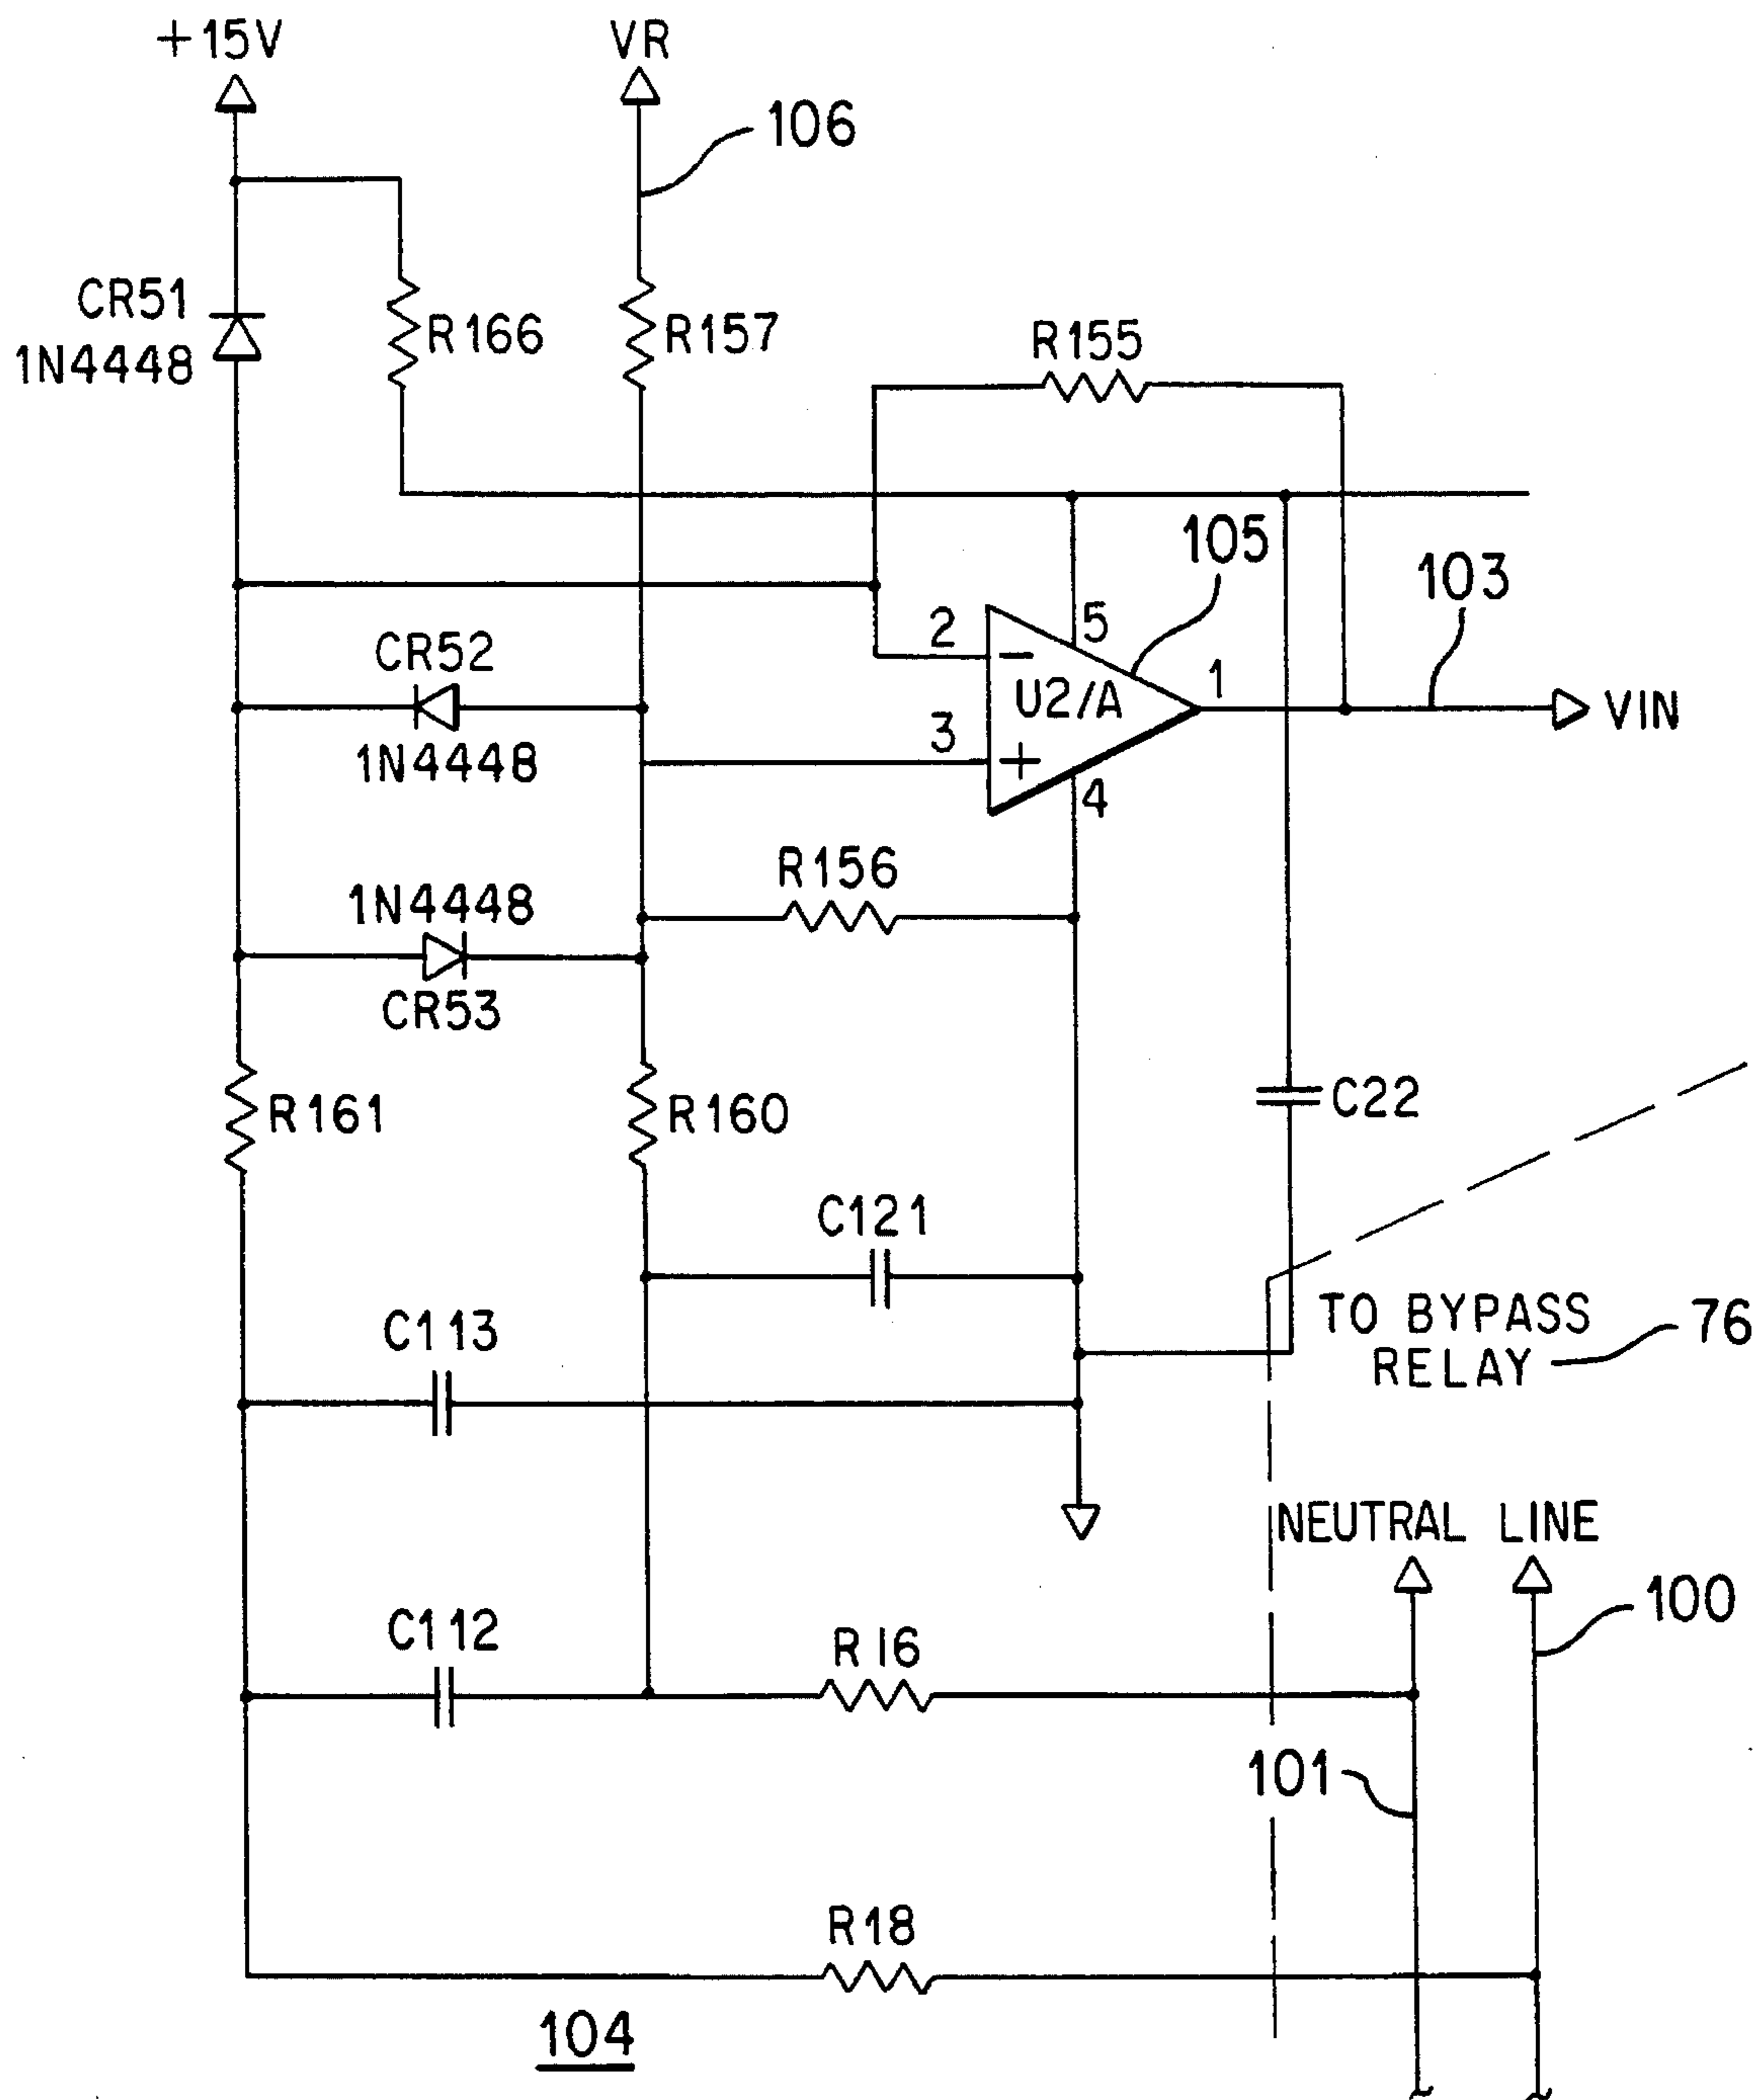 +15V
VR
106
CR51
1N4448
R166
R157
R155
105
103
2
5
CR52
1
U2/A
VIN
3
1N4448
4
R156
1N4448
CR53
R161
R160
C22
C121
TO BYPASS
RELAY
76
C113
NEUTRAL LINE
100
C112
R16
101
R18
104